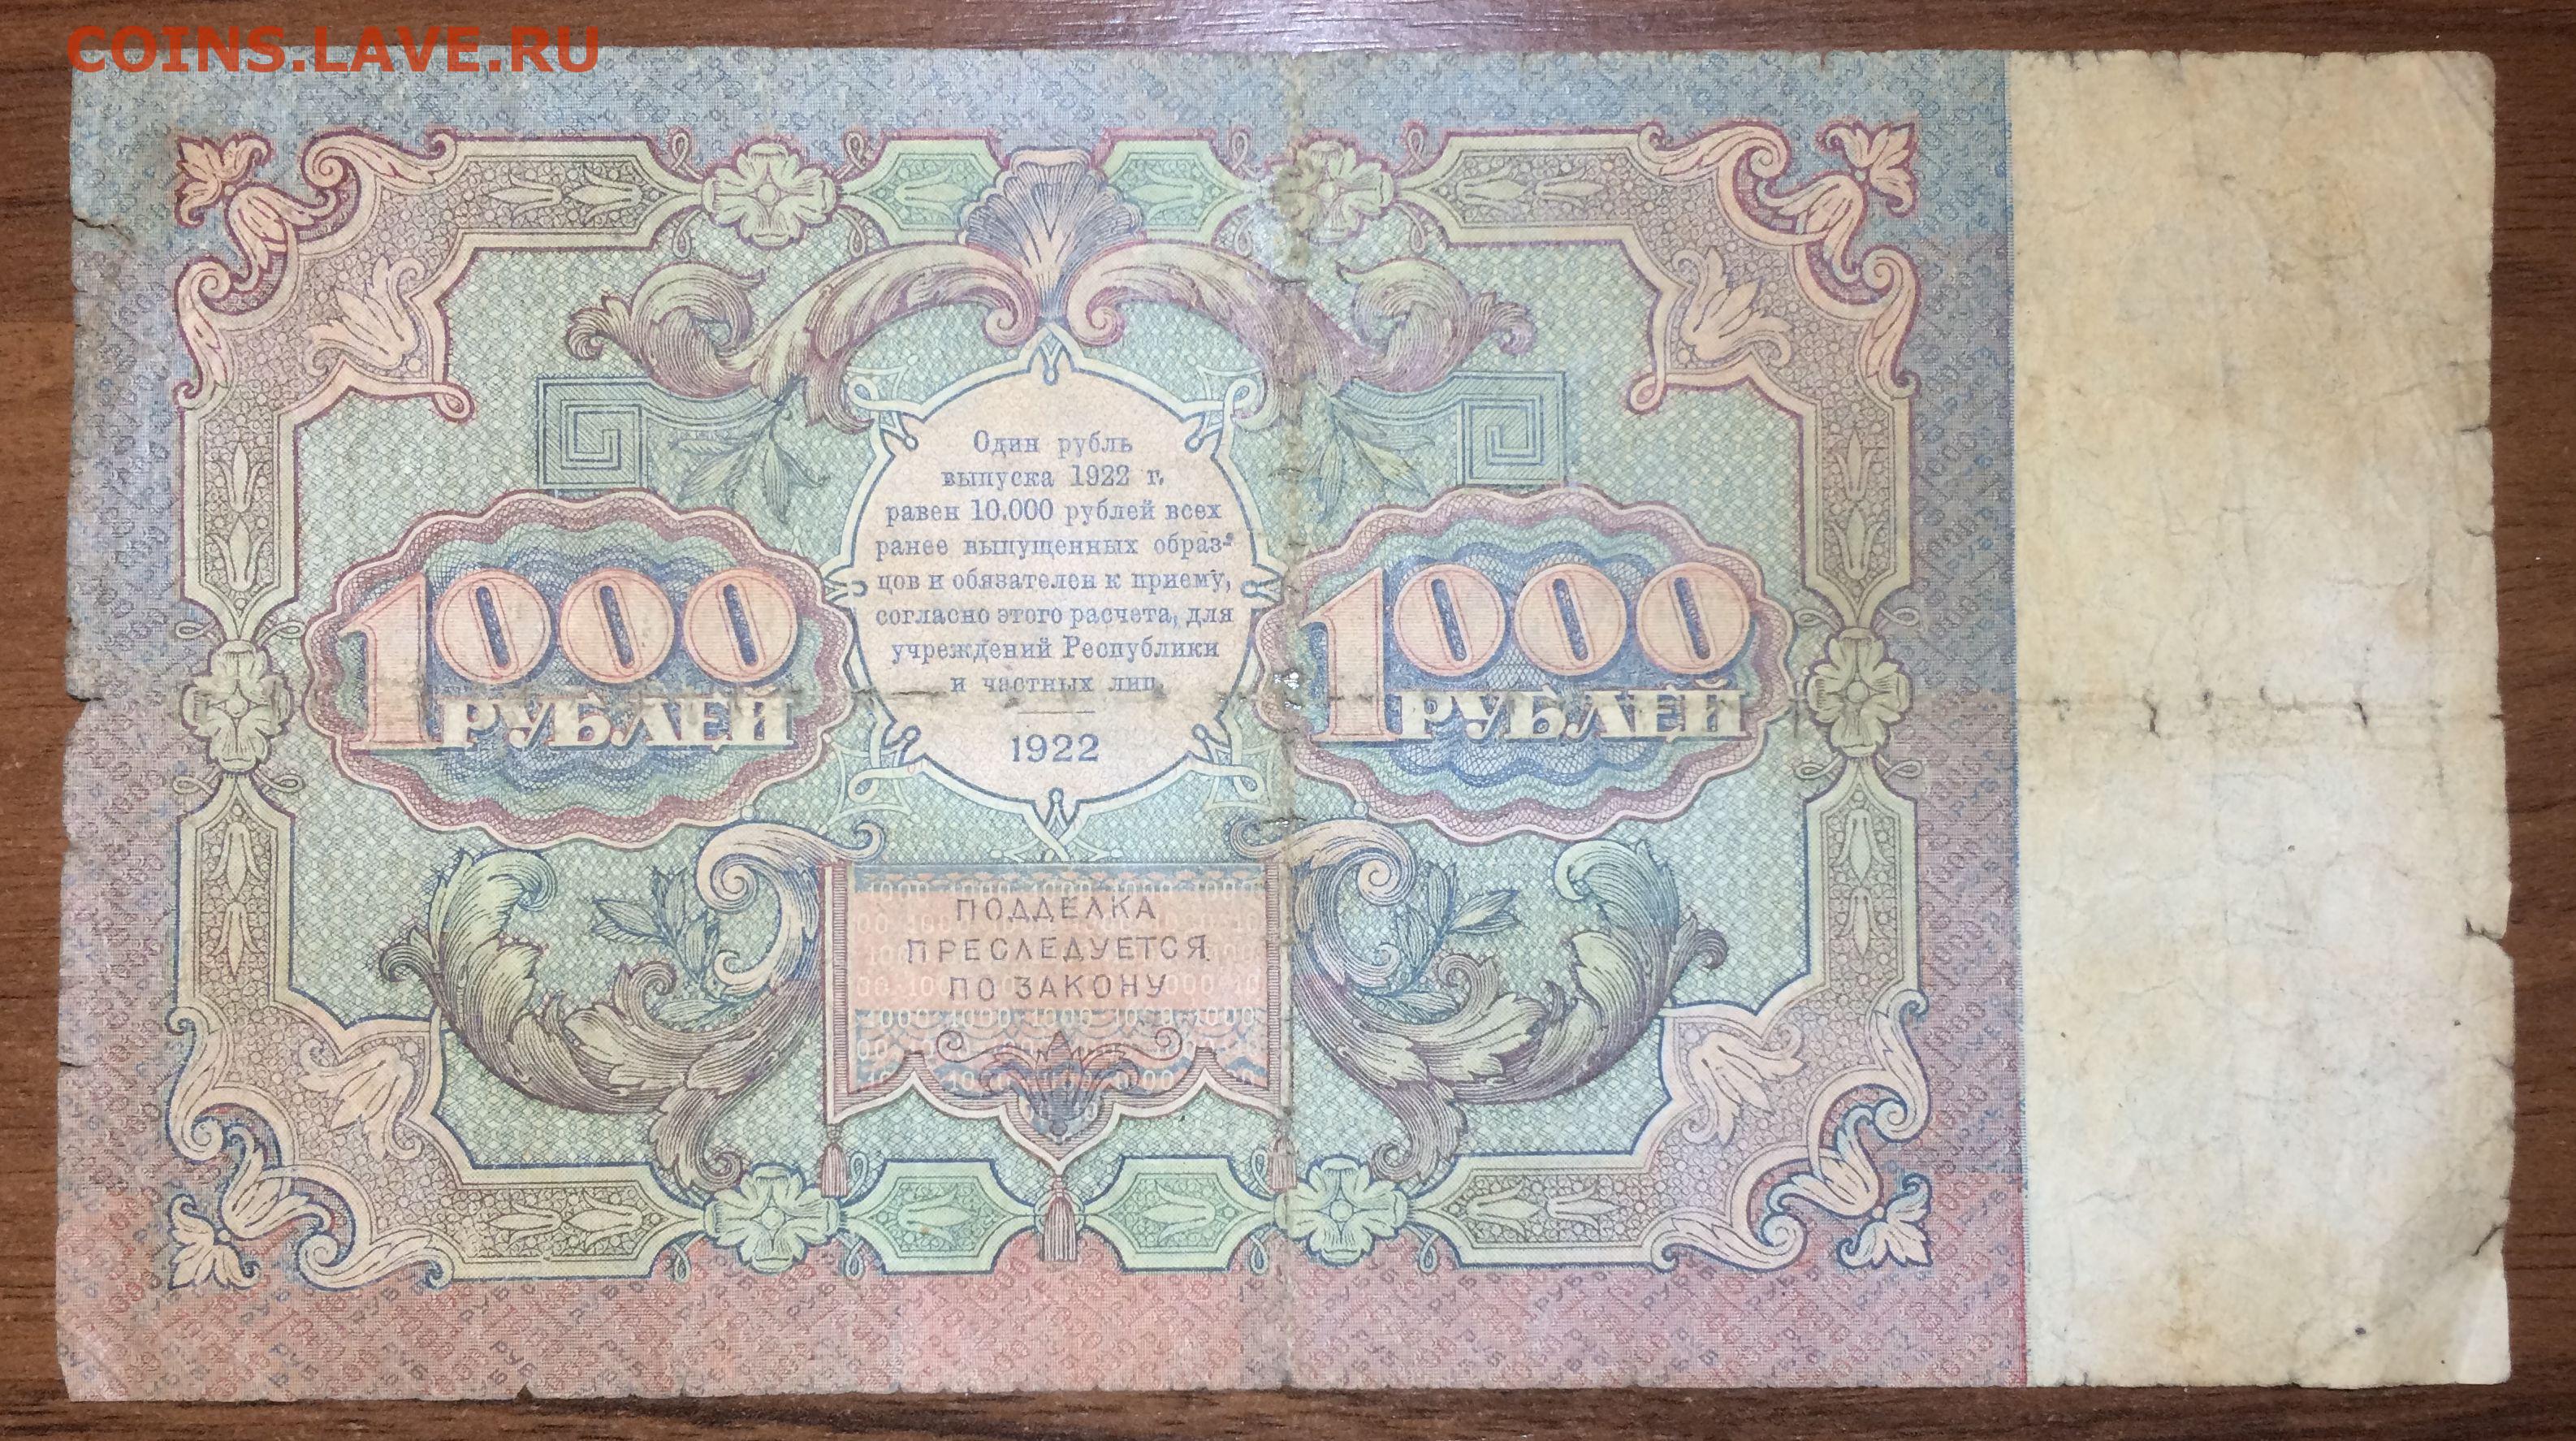 COINS.LAVE.RU
Один рубль
выпуска 1922 г.
равен 10.000 рублей всех
ранее выпущенных образ-
цов и обязателен к приему,
согласно этого расчета, для
учреждений Республики
и частных лиц.
1922
1000
РУБЛЕЙ
1000
РУБЛЕЙ
ПОДДЕЛКА
ПРЕСЛЕДУЕТСЯ
ПО ЗАКОНУ